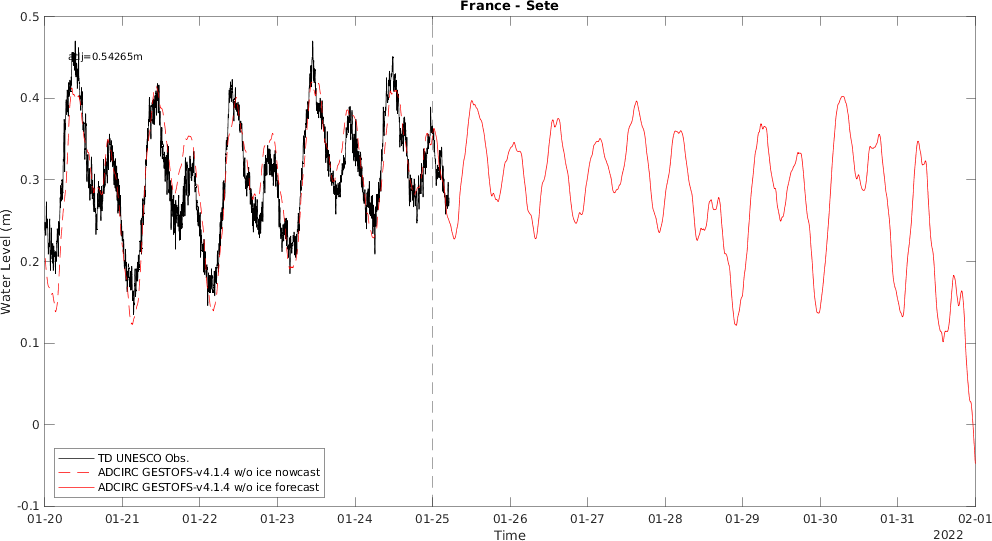 France - Sete
0.5
adj=0.54265m
0.4
0.3
0.2
0.1
0
-0.1
Water Level (m)
TD UNESCO Obs.
ADCIRC GESTOFS-v4.1.4 w/o ice nowcast
ADCIRC GESTOFS-v4.1.4 w/o ice forecast
01-20 01-21 01-22 01-23 01-24 01-25 01-26 01-27 01-28 01-29 01-30 01-31 02-01
Time
2022